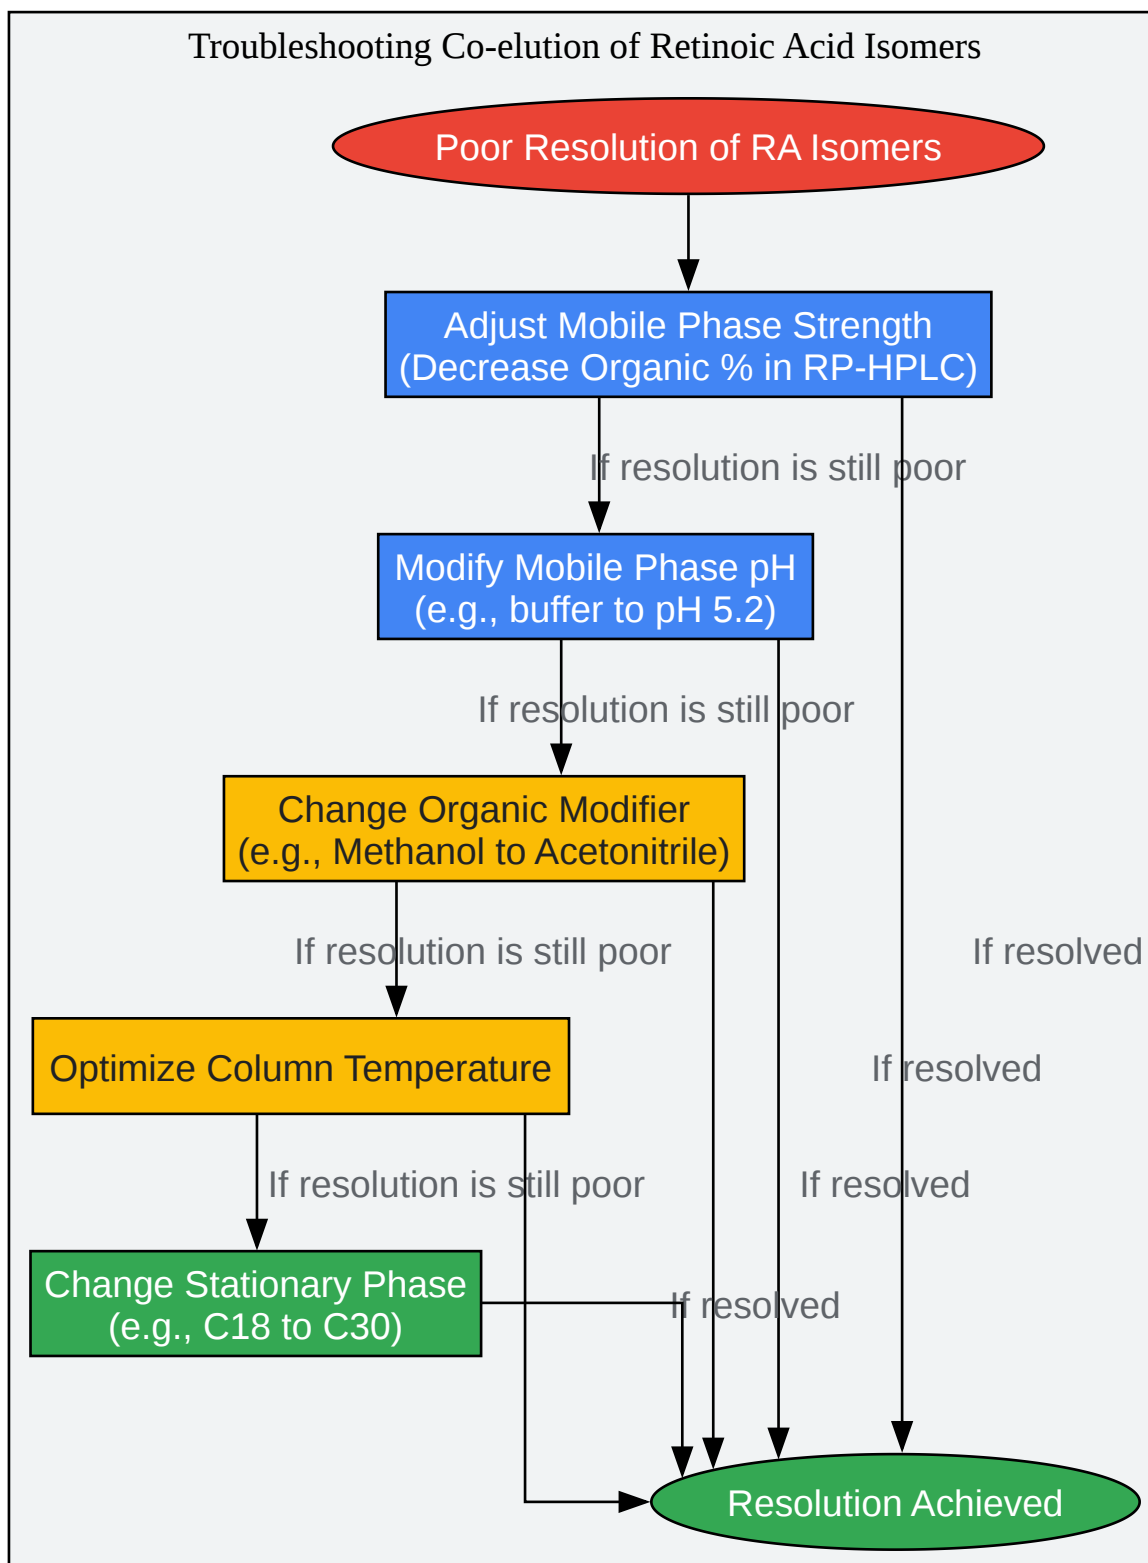 Troubleshooting Co-elution of Retinoic Acid Isomers
Poor Resolution of RA Isomers
Adjust Mobile Phase Strength
(Decrease Organic % in RP-HPLC)
If resolution is still poor
Modify Mobile Phase pH
(e.g., buffer to pH 5.2)
If resolution is still poor
Change Organic Modifier
(e.g., Methanol to Acetonitrile)
If resolution is still poor
If resolved
Optimize Column Temperature
If resolved
If resolution is still poor
If resolved
Change Stationary Phase
(e.g., C18 to C30)
If resolved
Resolution Achieved